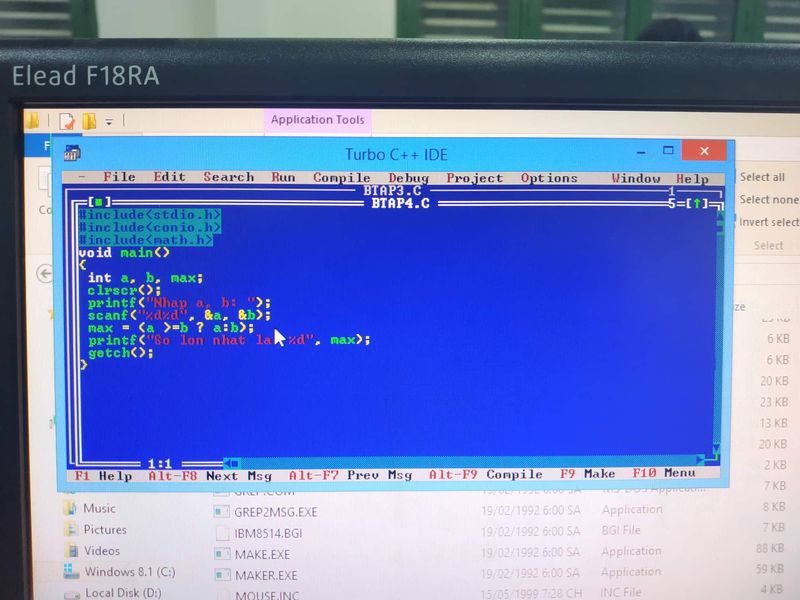 Elead F18RA
Application Tools
F
Co
Turbo C++ IDE
File Edit Search Run Compile Debug Project Options Window Help
BTAP3.C 1
[■] BTAP4.C 5=[↑]
#include<stdio.h>
#include<conio.h>
#include<math.h>
void main()
{
int a, b, max;
clrscr();
printf("Nhap a, b: ");
scanf("%d%d", &a, &b);
max = (a >=b ? a:b);
printf("So lon nhat la %d", max);
getch();
}
1:1
F1 Help Alt-F8 Next Msg Alt-F7 Prev Msg Alt-F9 Compile F9 Make F10 Menu
Select all
Select none
Invert select
Select
ze
6 KB
6 KB
20 KB
23 KB
13 KB
20 KB
2 KB
7 KB
GREP.COM 19/02/1992 6:00 SA
Music GREP2MSG.EXE 19/02/1992 6:00 SA Application 8 KB
Pictures IBM8514.BGI 19/02/1992 6:00 SA BGI File 7 KB
Videos MAKE.EXE 19/02/1992 6:00 SA Application 88 KB
Windows 8.1 (C:) MAKER.EXE 19/02/1992 6:00 SA Application 59 KB
Local Disk (D:) MOUSE.INC 15/05/1999 7:28 CH INC File 4 KB